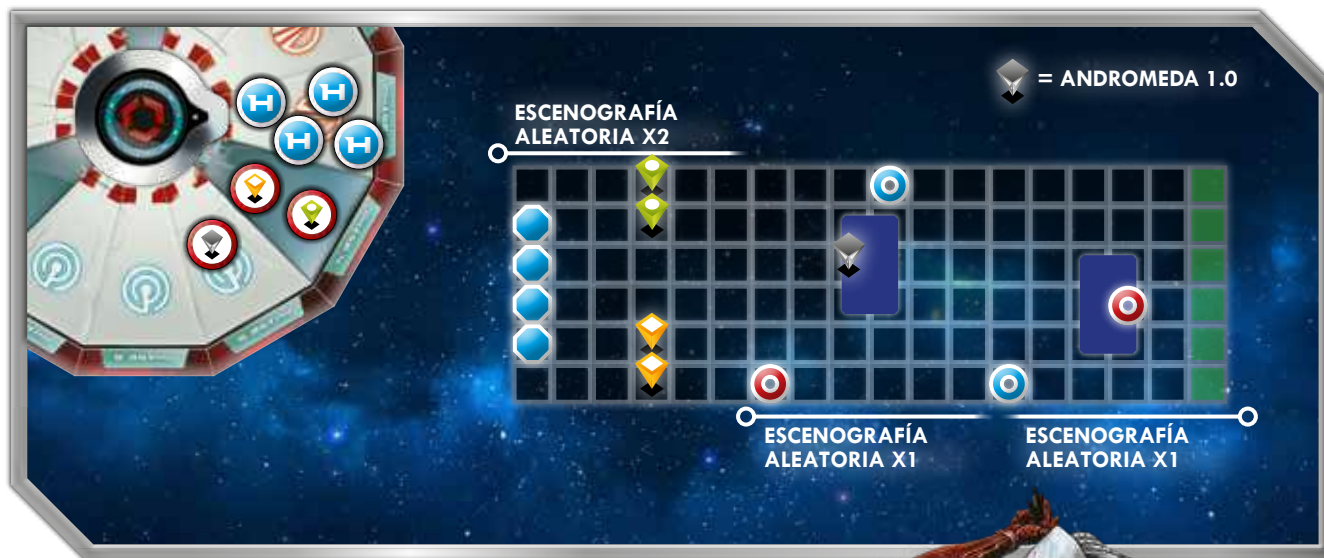 = ANDROMEDA 1.0
ESCENOGRAFÍA
ALEATORIA X2
ESCENOGRAFÍA
ALEATORIA X1
ESCENOGRAFÍA
ALEATORIA X1